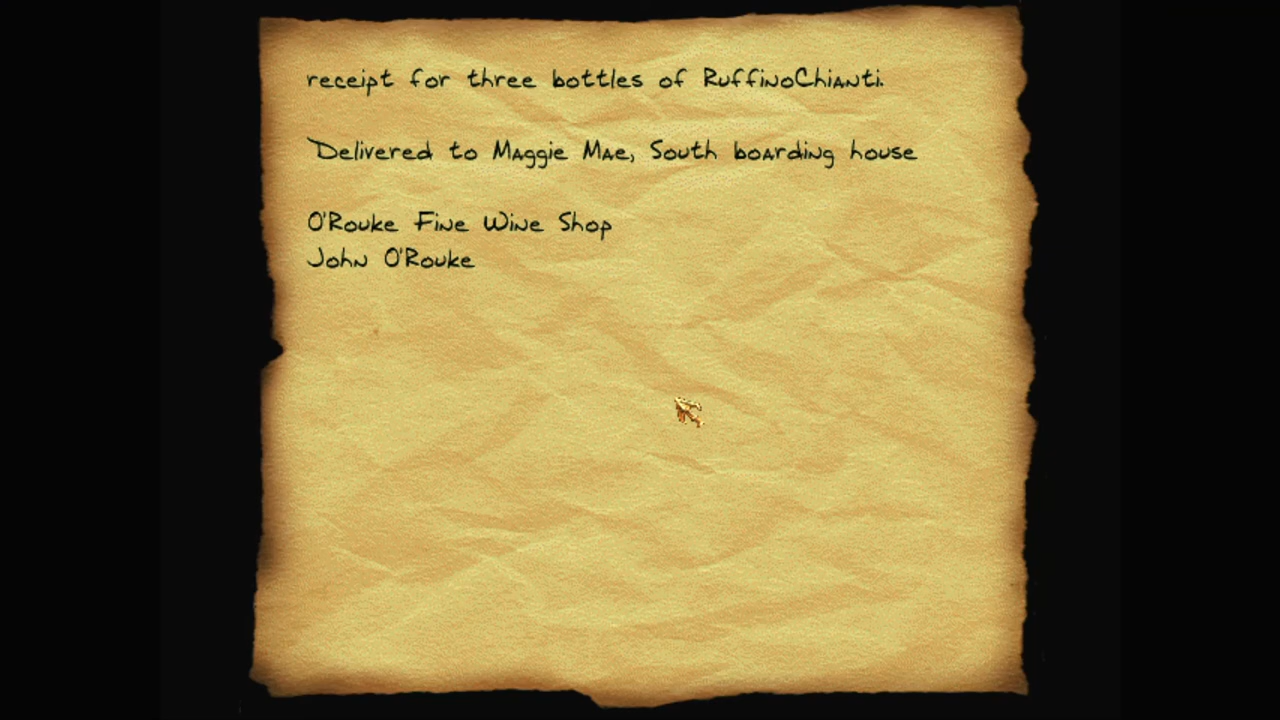 receipt for three bottles of RuffinoChianti.
Delivered to Maggie Mae, South boarding house
O'Rouke Fine Wine Shop
John O'Rouke